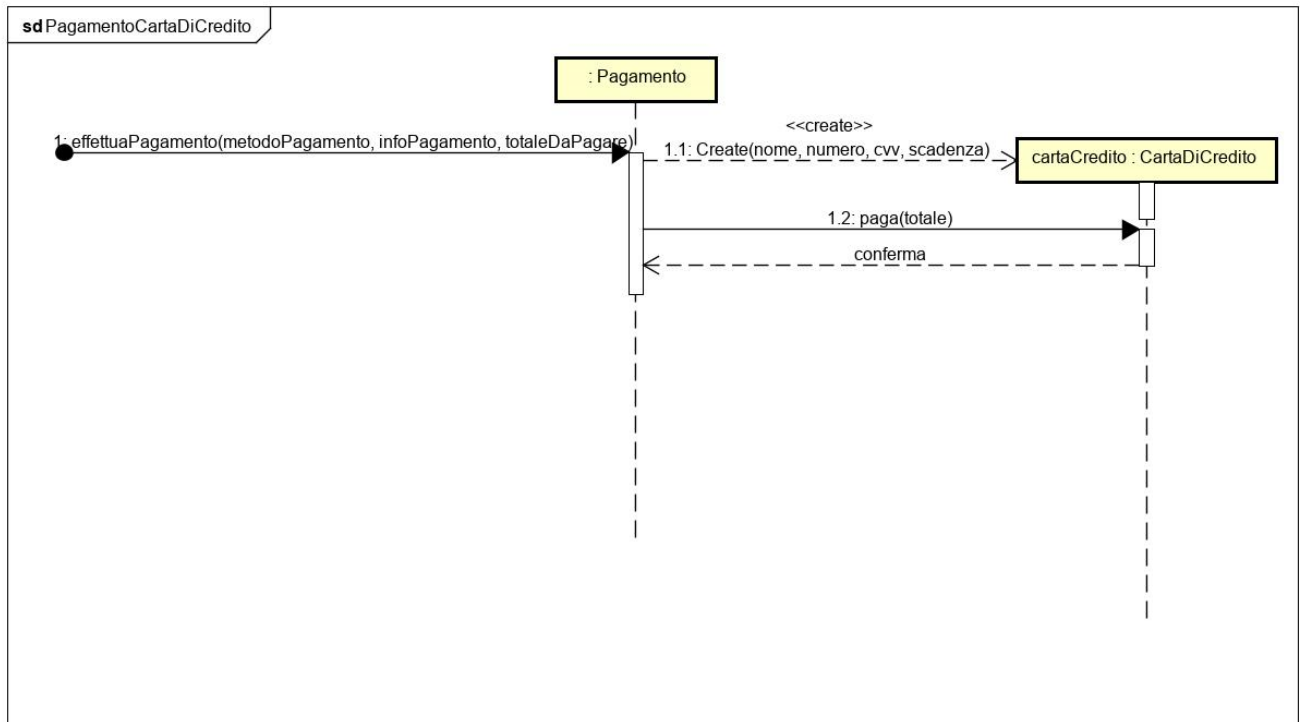 sd PagamentoCartaDiCredito
: Pagamento
<<create>>
1: effettuaPagamento(metodoPagamento, infoPagamento, totaleDaPagare)
1.1: Create(nome, numero, cvv, scadenza)
cartaCredito : CartaDiCredito
1.2: paga(totale)
conferma